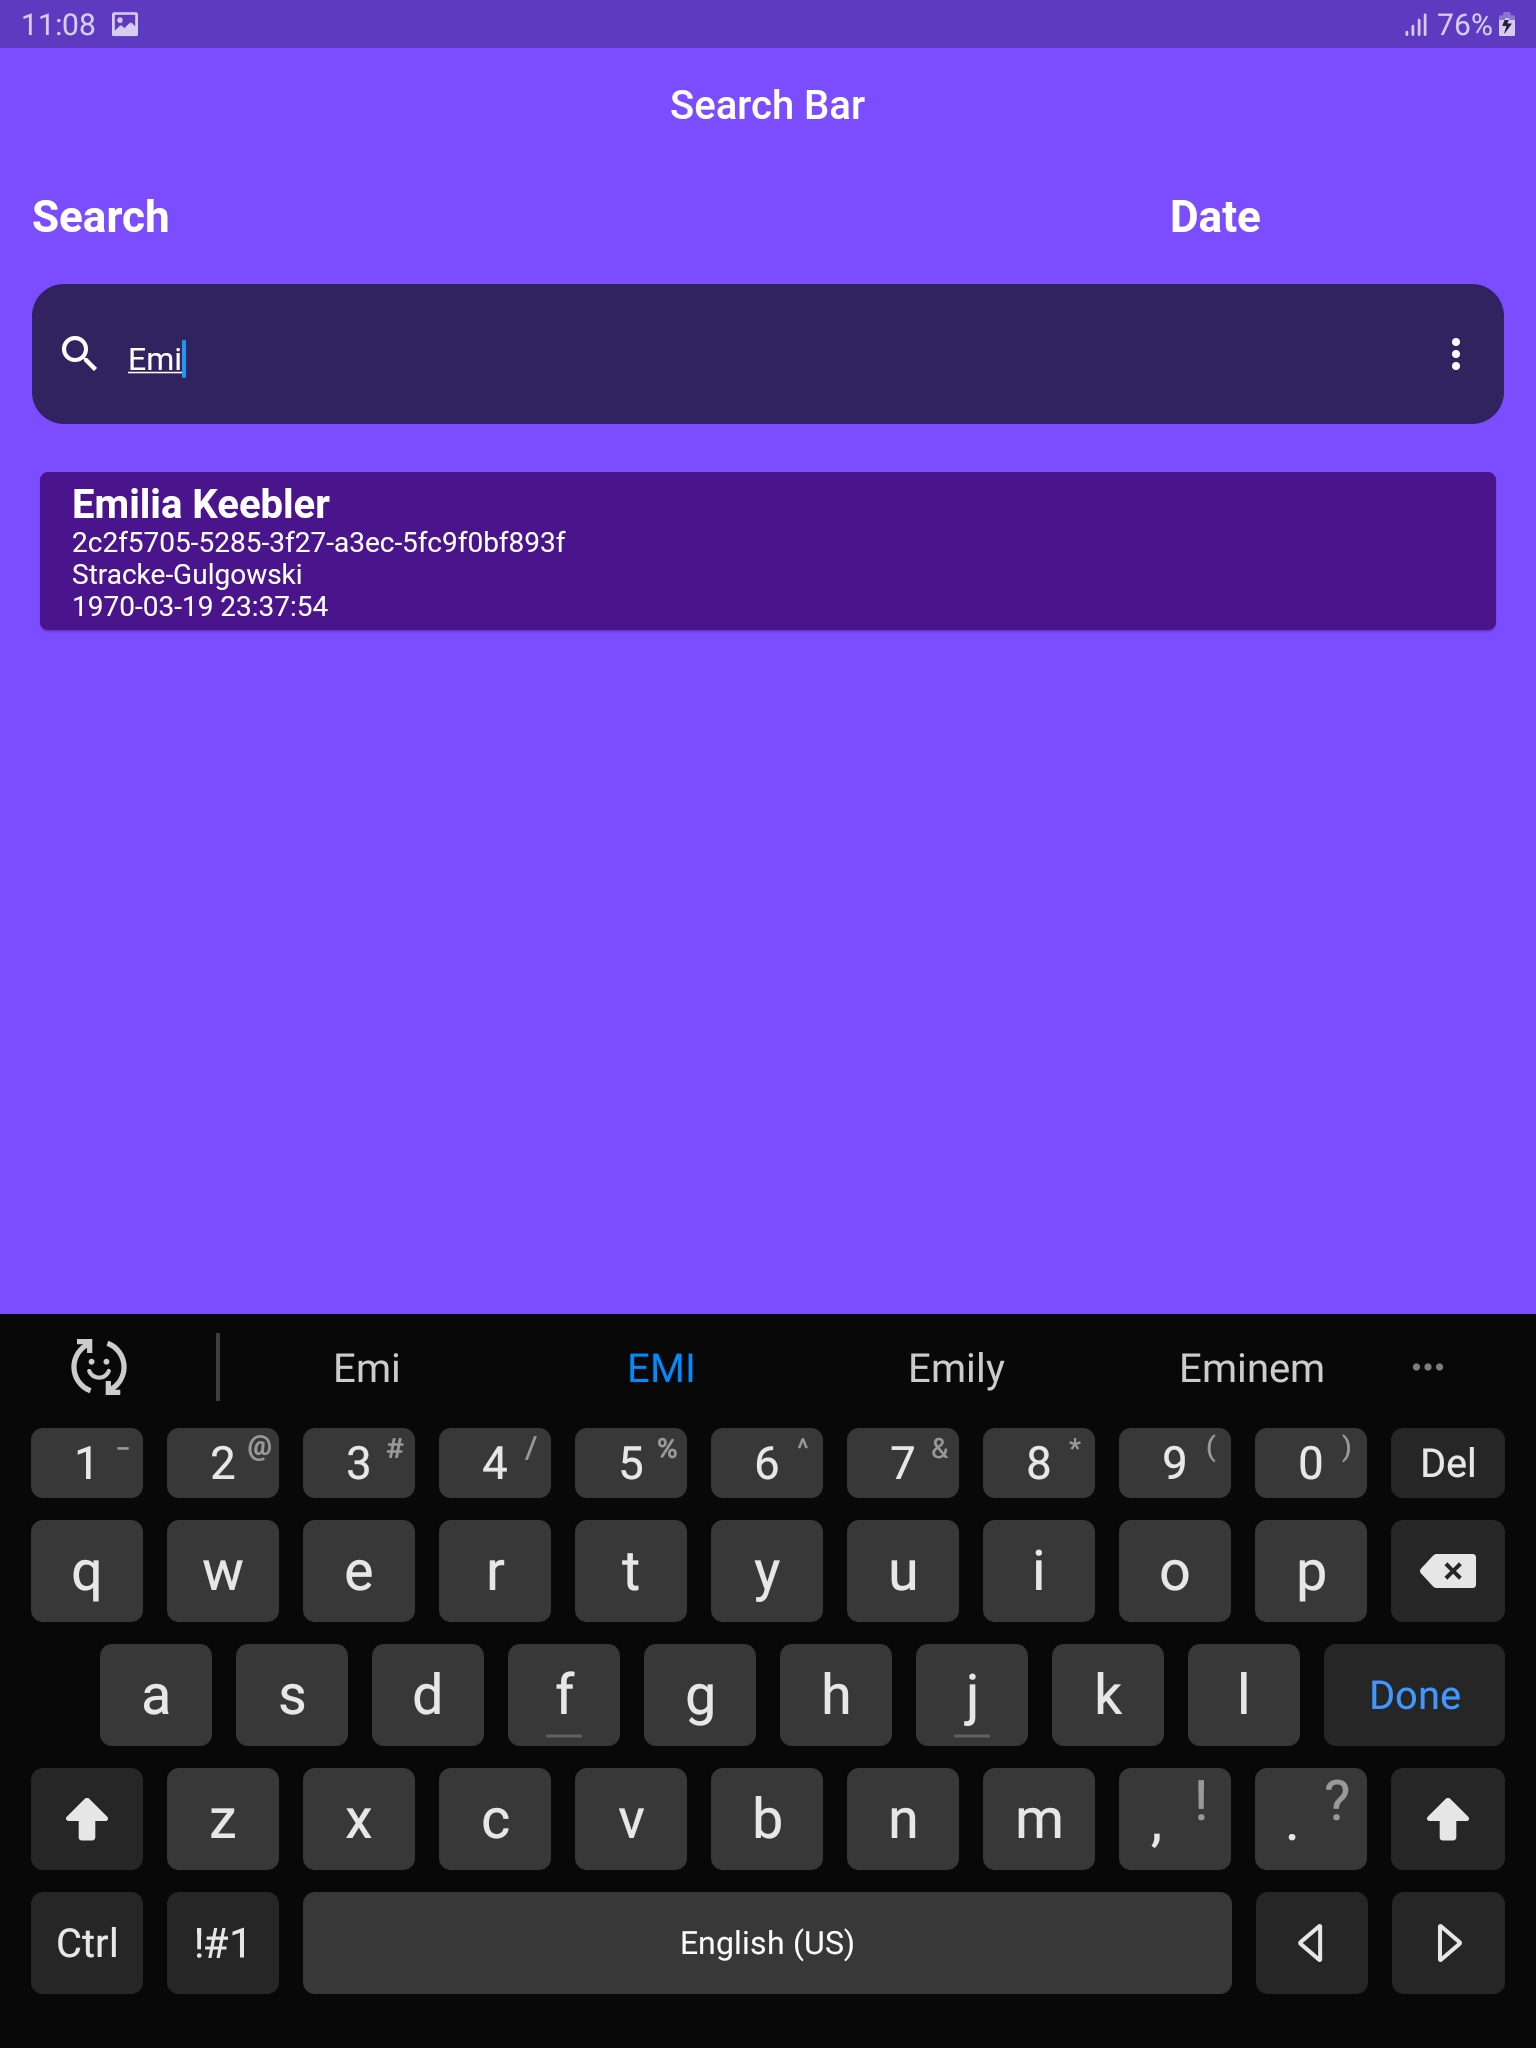 11:08 76%
Search Bar
Search Date
Emi
Emilia Keebler
2c2f5705-5285-3f27-a3ec-5fc9f0bf893f
Stracke-Gulgowski
1970-03-19 23:37:54
Emi EMI Emily Eminem ...
1 - 2 @ 3 # 4 / 5 % 6 ^ 7 & 8 * 9 ( 0 ) Del
q w e r t y u i o p
a s d f g h j k l Done
z x c v b n m , ! . ?
Ctrl !#1 English (US)